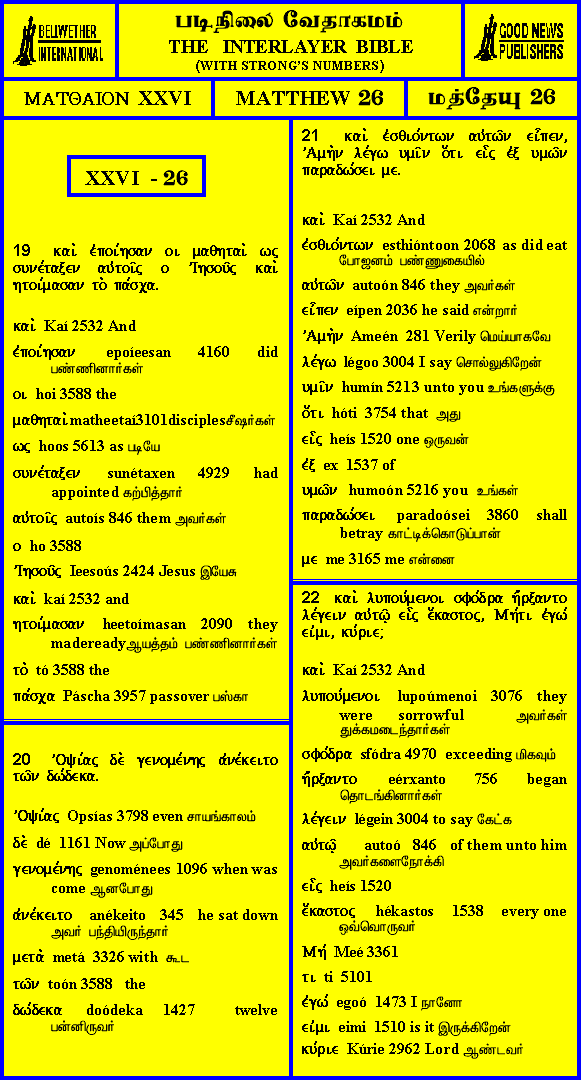 BELLWETHER
INTERNATIONAL
படிநிலை வேதாகமம்
THE INTERLAYER BIBLE
(WITH STRONG'S NUMBERS)
GOOD NEWS
PUBLISHERS
ΜΑΤΘΑΙΟΝ XXVI
MATTHEW 26
மத்தேயு 26
XXVI - 26
19 καὶ ἐποίησαν οι μαθηταὶ ως
συνέταξεν αὐτοῖς ο Ἰησοῦς καὶ
ητοίμασαν τὸ πάσχα.
καὶ Kaí 2532 And
ἐποίησαν epoíeesan 4160 did
பண்ணினார்கள்
οι hoi 3588 the
μαθηταὶ matheetaí3101disciplesசீஷர்கள்
ως hoos 5613 as படியே
συνέταξεν sunétaxen 4929 had
appointed கற்பித்தார்
αὐτοῖς autoís 846 them அவர்கள்
ο ho 3588
Ἰησοῦς Ieesoús 2424 Jesus இயேசு
καὶ kaí 2532 and
ητοίμασαν heetoímasan 2090 they
madereadyஆயத்தம் பண்ணினார்கள்
τὸ tó 3588 the
πάσχα Páscha 3957 passover பஸ்கா
20 Ὀψίας δὲ γενομένης ἀνέκειτο
τῶν δώδεκα.
Ὀψίας Opsías 3798 even சாயங்காலம்
δὲ dé 1161 Now அப்போது
γενομένης genoménees 1096 when was
come ஆனபோது
ἀνέκειτο anékeito 345 he sat down
அவர் பந்தியிருந்தார்
μετὰ metá 3326 with கூட
τῶν toón 3588 the
δώδεκα doódeka 1427 twelve
பன்னிருவர்
21 καὶ ἐσθιόντων αὐτῶν εἶπεν,
Ἀμὴν λέγω υμῖν ὅτι εἷς ἐξ υμῶν
παραδώσει με.
καὶ Kaí 2532 And
ἐσθιόντων esthióntoon 2068 as did eat
போஜனம் பண்ணுகையில்
αὐτῶν autoón 846 they அவர்கள்
εἶπεν eípen 2036 he said என்றார்
Ἀμὴν Ameén 281 Verily மெய்யாகவே
λέγω légoo 3004 I say சொல்லுகிறேன்
υμῖν humín 5213 unto you உங்களுக்கு
ὅτι hóti 3754 that அது
εἷς heís 1520 one ஒருவன்
ἐξ ex 1537 of
υμῶν humoón 5216 you உங்கள்
παραδώσει paradoósei 3860 shall
betray காட்டிக்கொடுப்பான்
με me 3165 me என்னை
22 καὶ λυπούμενοι σφόδρα ἤρξαντο
λέγειν αὐτῷ εἷς ἕκαστος, Μήτι ἐγώ
εἰμι, κύριε;
καὶ Kaí 2532 And
λυπούμενοι lupoúmenoi 3076 they
were sorrowful அவர்கள்
துக்கமடைந்தார்கள்
σφόδρα sfódra 4970 exceeding மிகவும்
ἤρξαντο eérxanto 756 began
தொடங்கினார்கள்
λέγειν légein 3004 to say கேட்க
αὐτῷ autoó 846 of them unto him
அவர்களைநோக்கி
εἷς heís 1520
ἕκαστος hékastos 1538 every one
ஒவ்வொருவர்
Μή Meé 3361
τι ti 5101
ἐγώ egoó 1473 I நானோ
εἰμι eimi 1510 is it இருக்கிறேன்
κύριε Kúrie 2962 Lord ஆண்டவர்